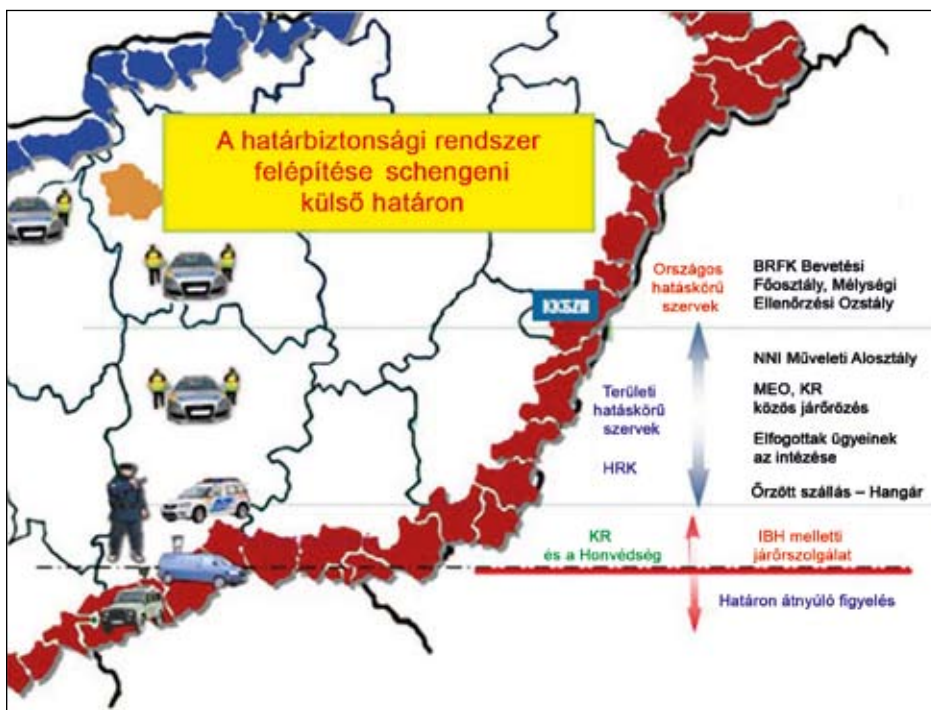 A határbiztonsági rendszer
felépítése schengeni
külső határon
Országos
hatáskörű
szervek
BRFK Bevetési
Főosztály, Mélységi
Ellenőrzési Ozstály
NNI Műveleti Alosztály
MEO, KR
közös járőrözés
Elfogottak ügyeinek
az intézése
Őrzött szállás – Hangár
Területi
hatáskörű
szervek
HRK
KR
és a Honvédség
IBH melletti
járőrszolgálat
Határon átnyúló figyelés